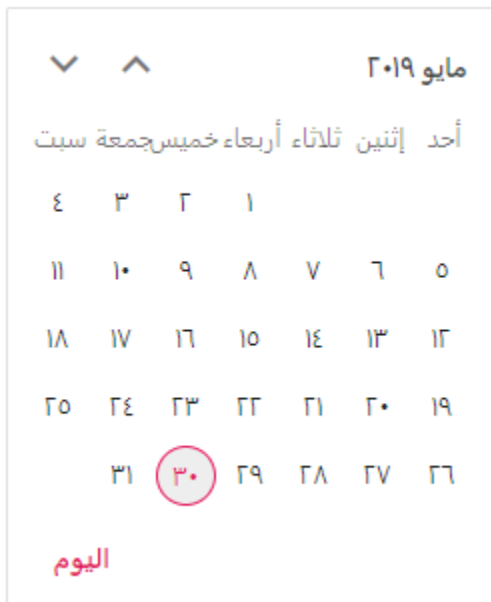 مايو ٢٠١٩
أحد إثنين ثلاثاء أربعاء خميس جمعة سبت
١ ٢ ٣ ٤
٥ ٦ ٧ ٨ ٩ ١٠ ١١
١٢ ١٣ ١٤ ١٥ ١٦ ١٧ ١٨
١٩ ٢٠ ٢١ ٢٢ ٢٣ ٢٤ ٢٥
٢٦ ٢٧ ٢٨ ٢٩ ٣٠ ٣١
اليوم